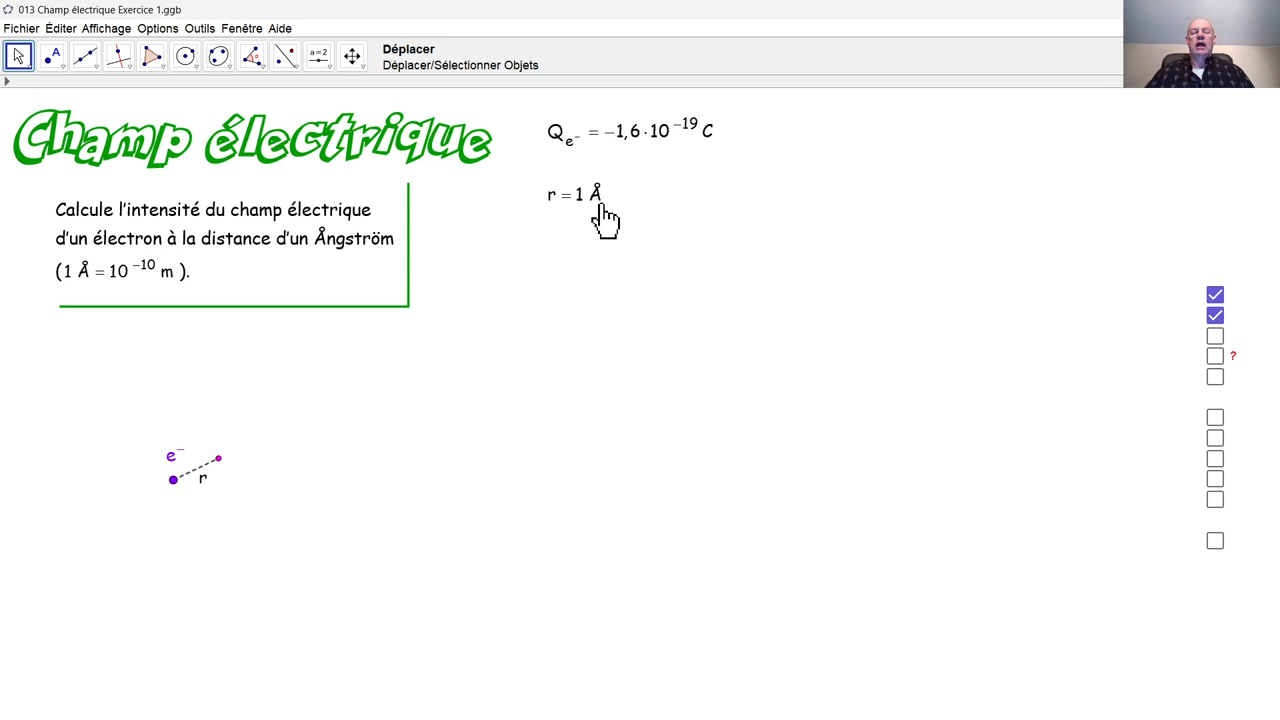 013 Champ électrique Exercice 1.ggb
Fichier Éditer Affichage Options Outils Fenêtre Aide
A
a=2
Déplacer
Déplacer/Sélectionner Objets
Champ électrique
Calcule l'intensité du champ électrique
d'un électron à la distance d'un Ångström
(1 Å = 10⁻¹⁰ m ).
Qe⁻ = −1,6·10⁻¹⁹ C
r = 1 Å
?
e⁻
r